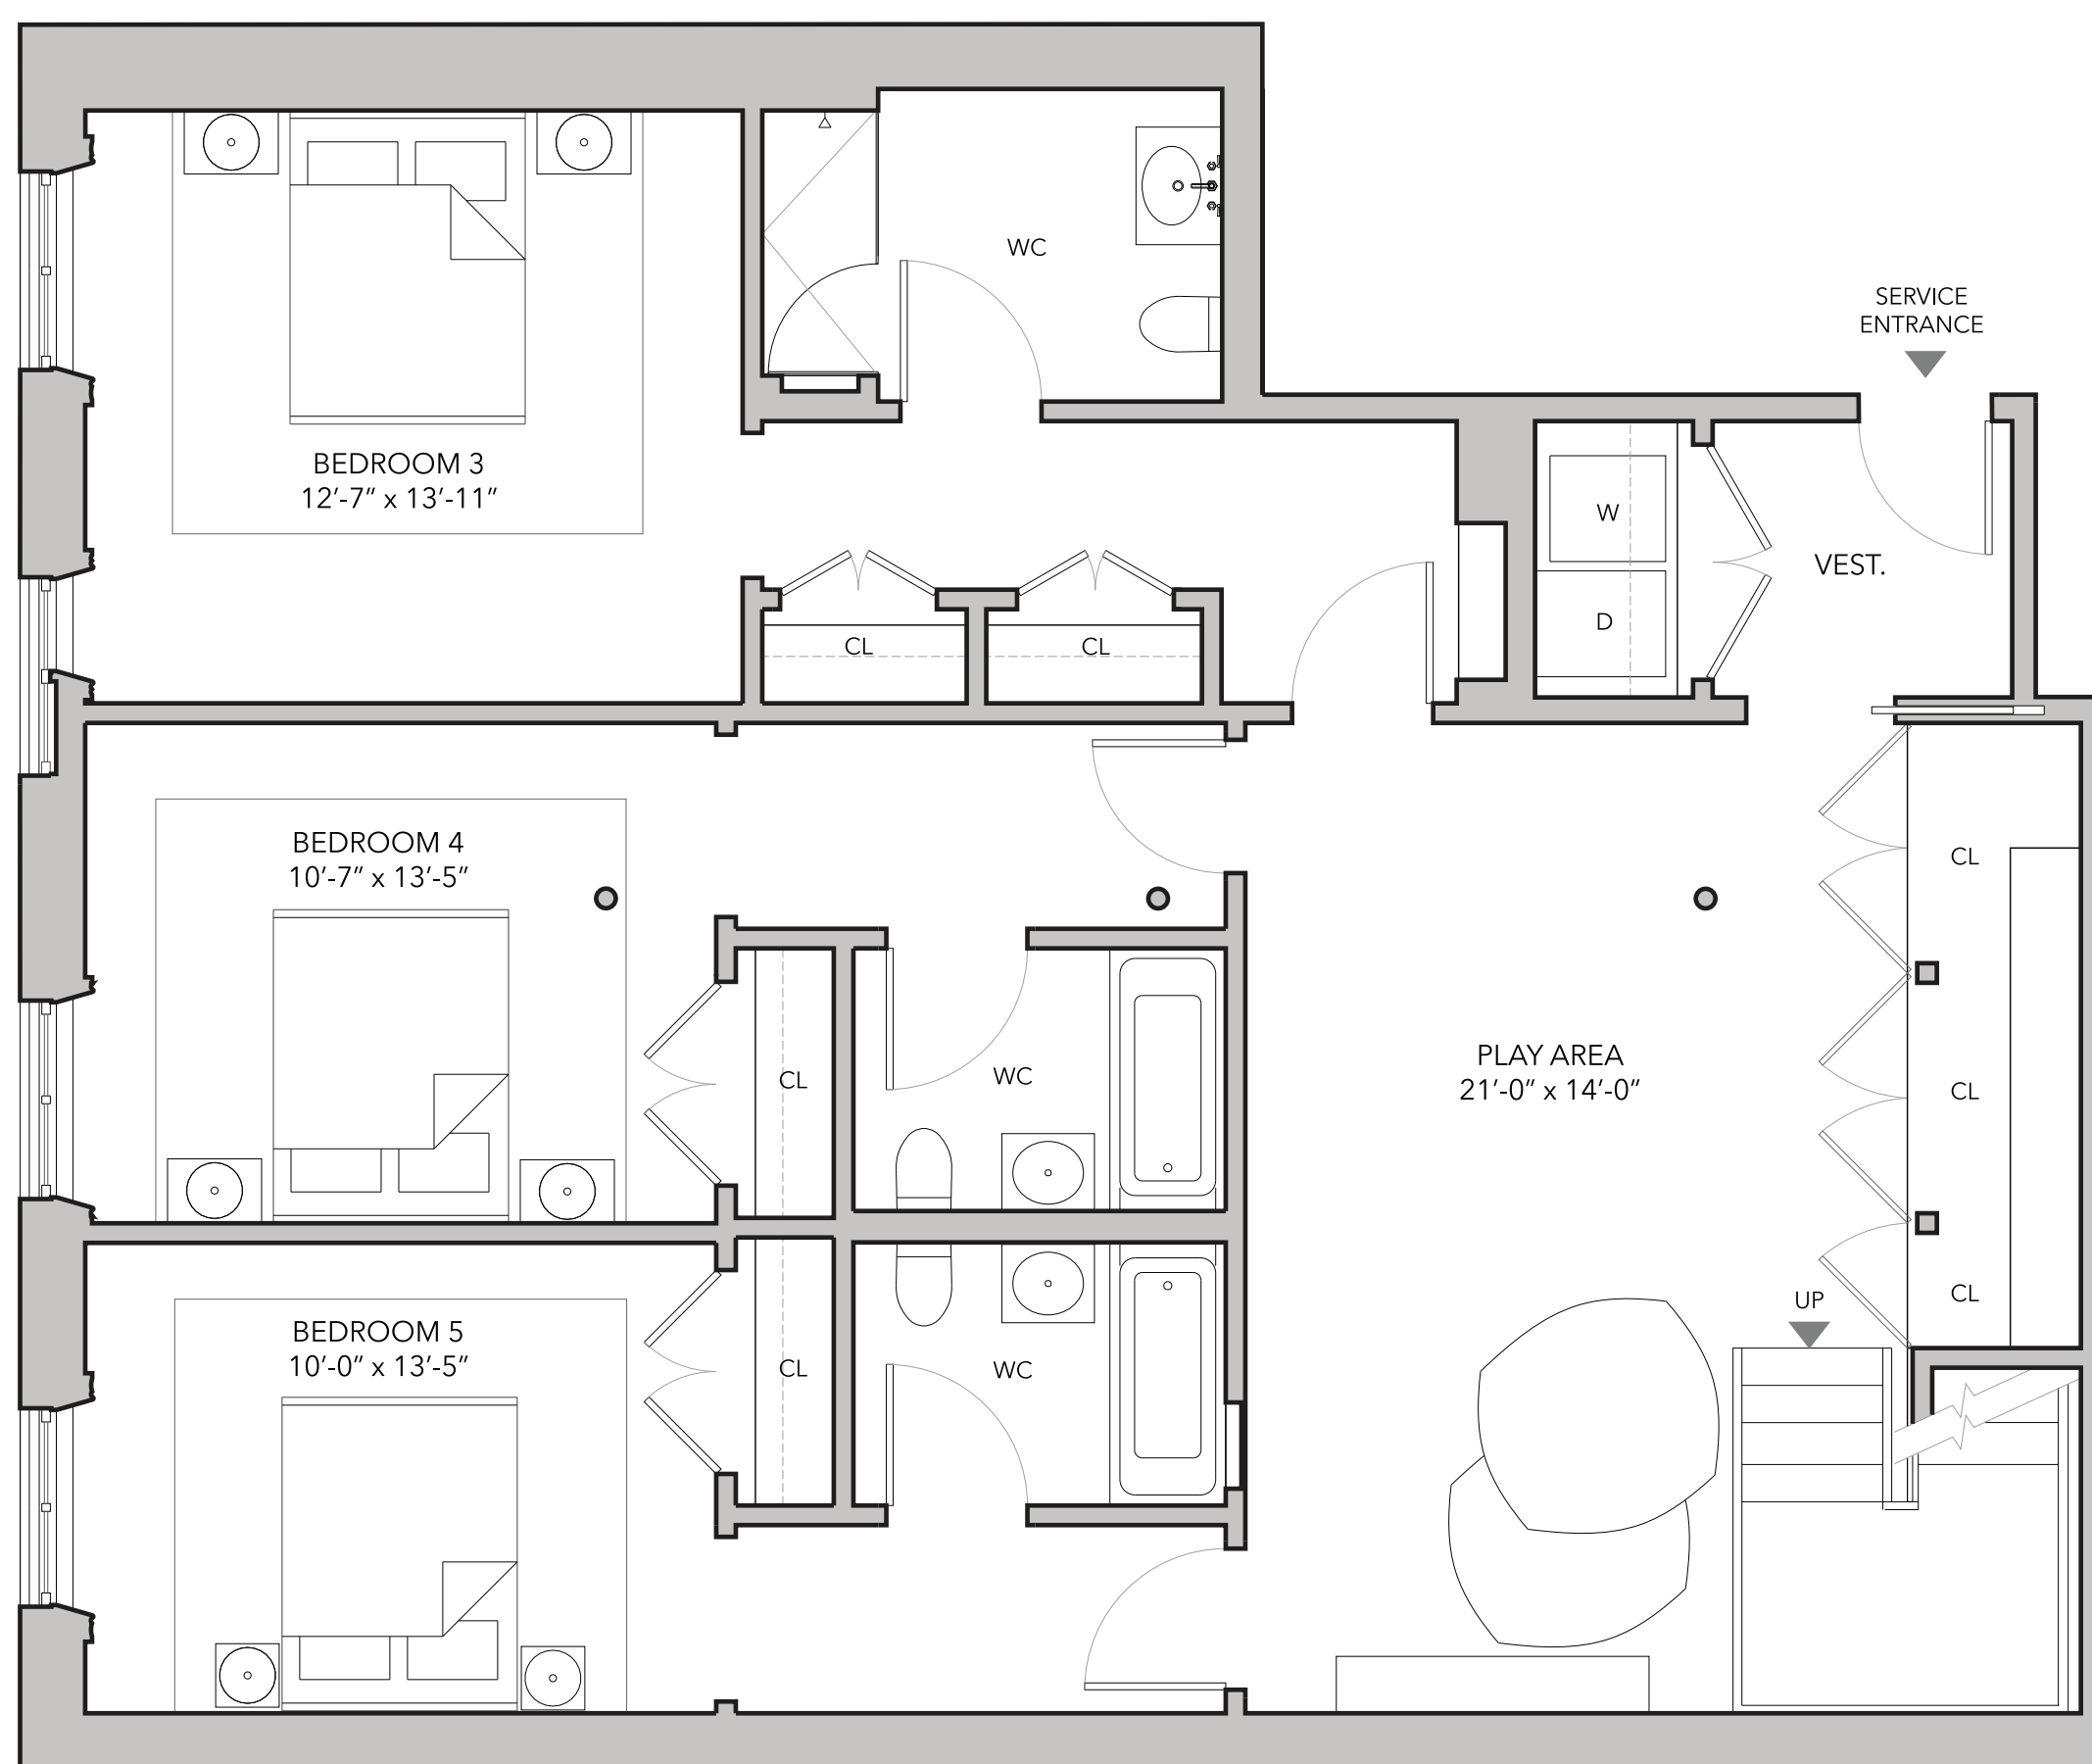 WC
SERVICE
ENTRANCE
BEDROOM 3
12'-7" x 13'-11"
W
VEST.
D
CL
CL
BEDROOM 4
10'-7" x 13'-5"
CL
PLAY AREA
21'-0" x 14'-0"
CL
WC
CL
CL
UP
BEDROOM 5
10'-0" x 13'-5"
CL
WC